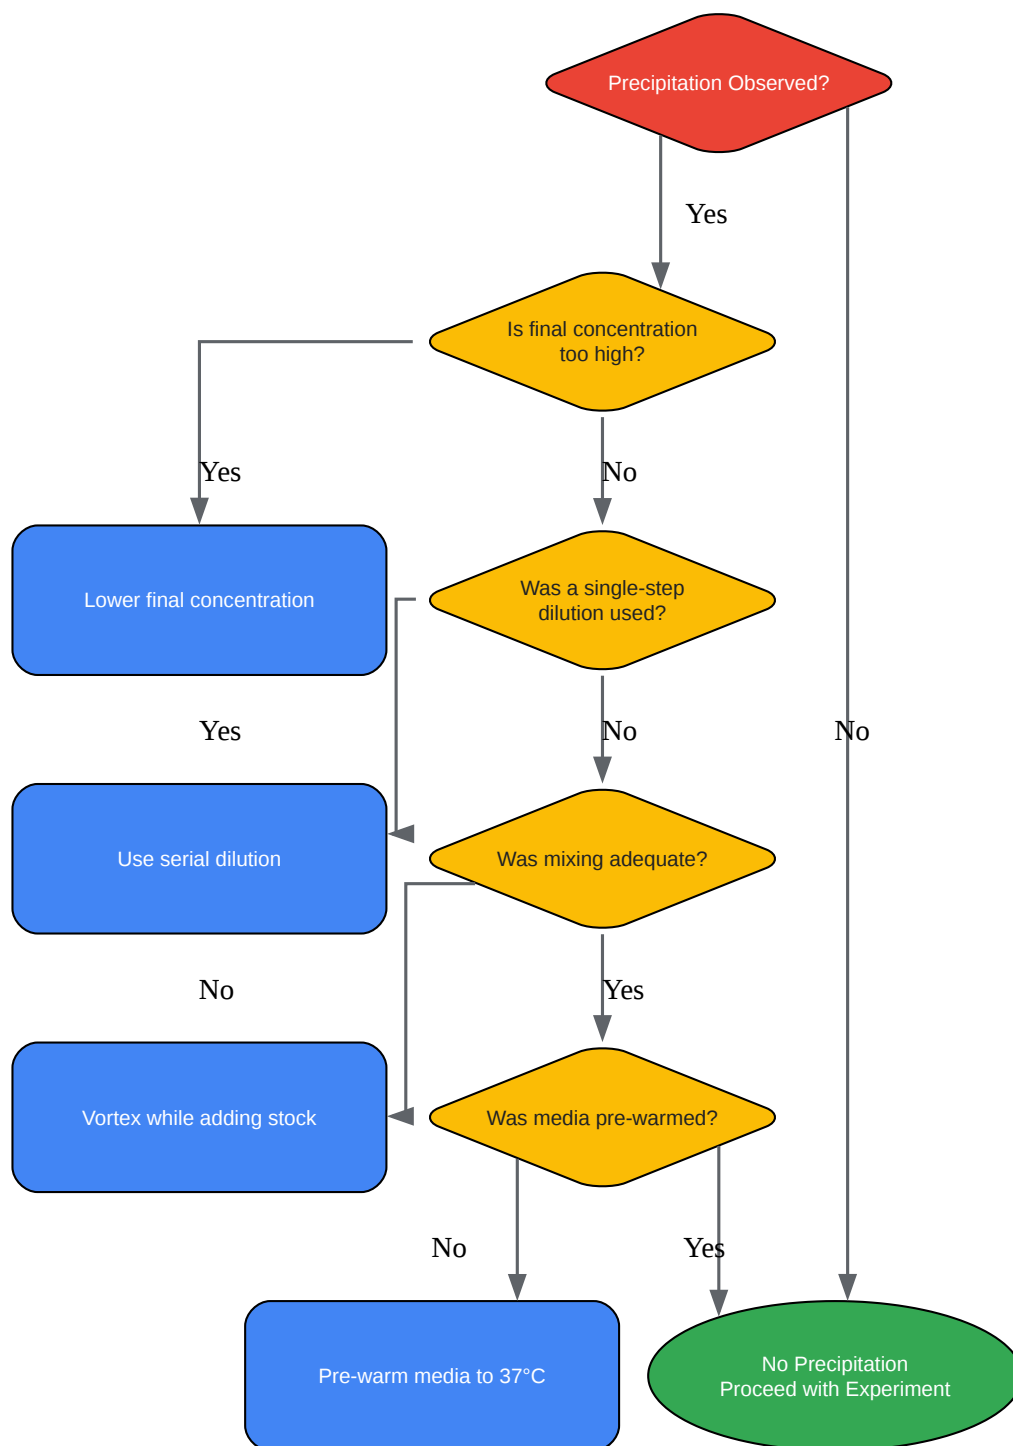 Precipitation Observed?
Yes
Is final concentration
too high?
Yes
No
Lower final concentration
Was a single-step
dilution used?
Yes
No
No
Use serial dilution
Was mixing adequate?
No
Yes
Vortex while adding stock
Was media pre-warmed?
No
Yes
Pre-warm media to 37°C
No Precipitation
Proceed with Experiment